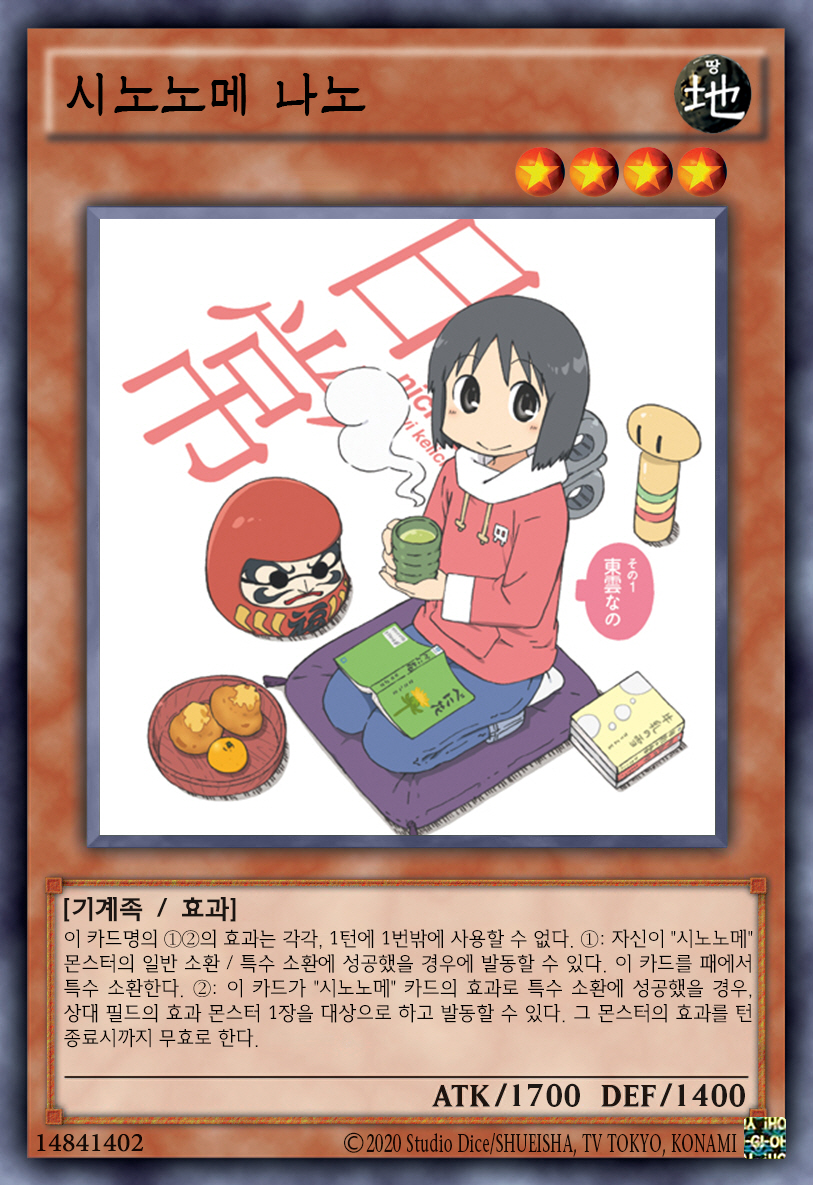 시노노메 나노
땅
地
日常
nic
vi keiic
その1
東雲なの
福
[기계족 / 효과]
이 카드명의 ①②의 효과는 각각, 1턴에 1번밖에 사용할 수 없다. ①: 자신이 "시노노메"
몬스터의 일반 소환 / 특수 소환에 성공했을 경우에 발동할 수 있다. 이 카드를 패에서
특수 소환한다. ②: 이 카드가 "시노노메" 카드의 효과로 특수 소환에 성공했을 경우,
상대 필드의 효과 몬스터 1장을 대상으로 하고 발동할 수 있다. 그 몬스터의 효과를 턴
종료시까지 무효로 한다.
ATK/1700 DEF/1400
14841402
©2020 Studio Dice/SHUEISHA, TV TOKYO, KONAMI